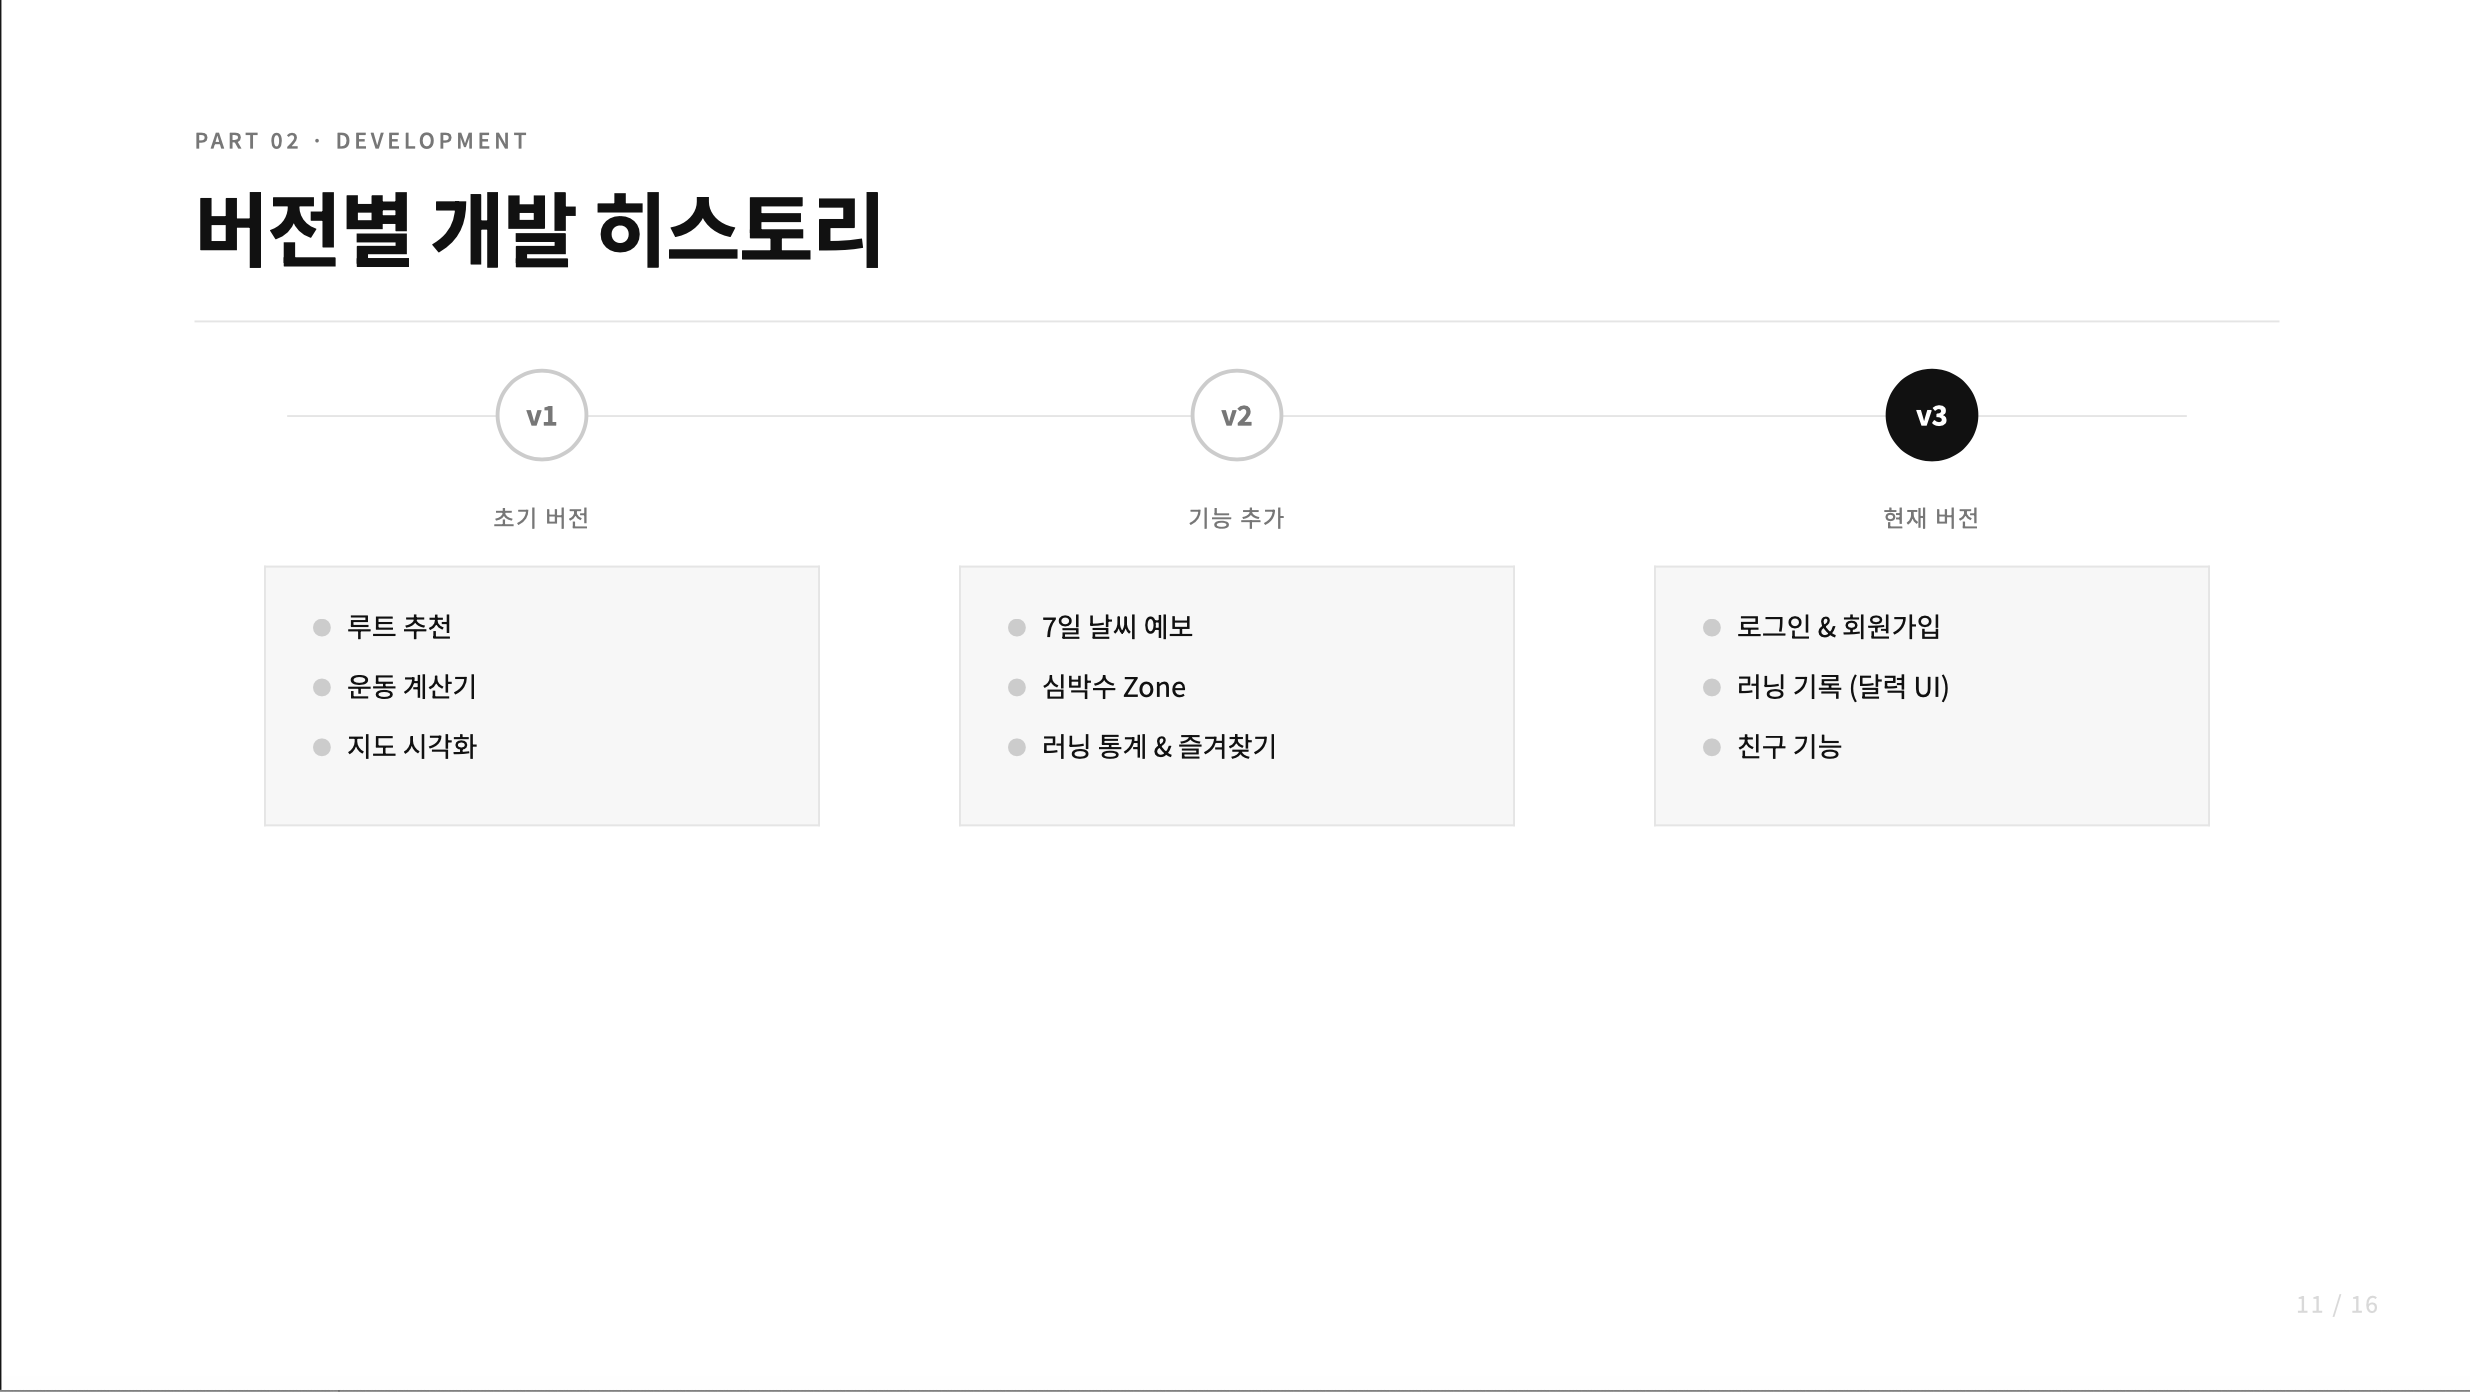 PART 02 · DEVELOPMENT
버전별 개발 히스토리
v1
초기 버전
루트 추천
운동 계산기
지도 시각화
v2
기능 추가
7일 날씨 예보
심박수 Zone
러닝 통계 & 즐겨찾기
v3
현재 버전
로그인 & 회원가입
러닝 기록 (달력 UI)
친구 기능
11 / 16